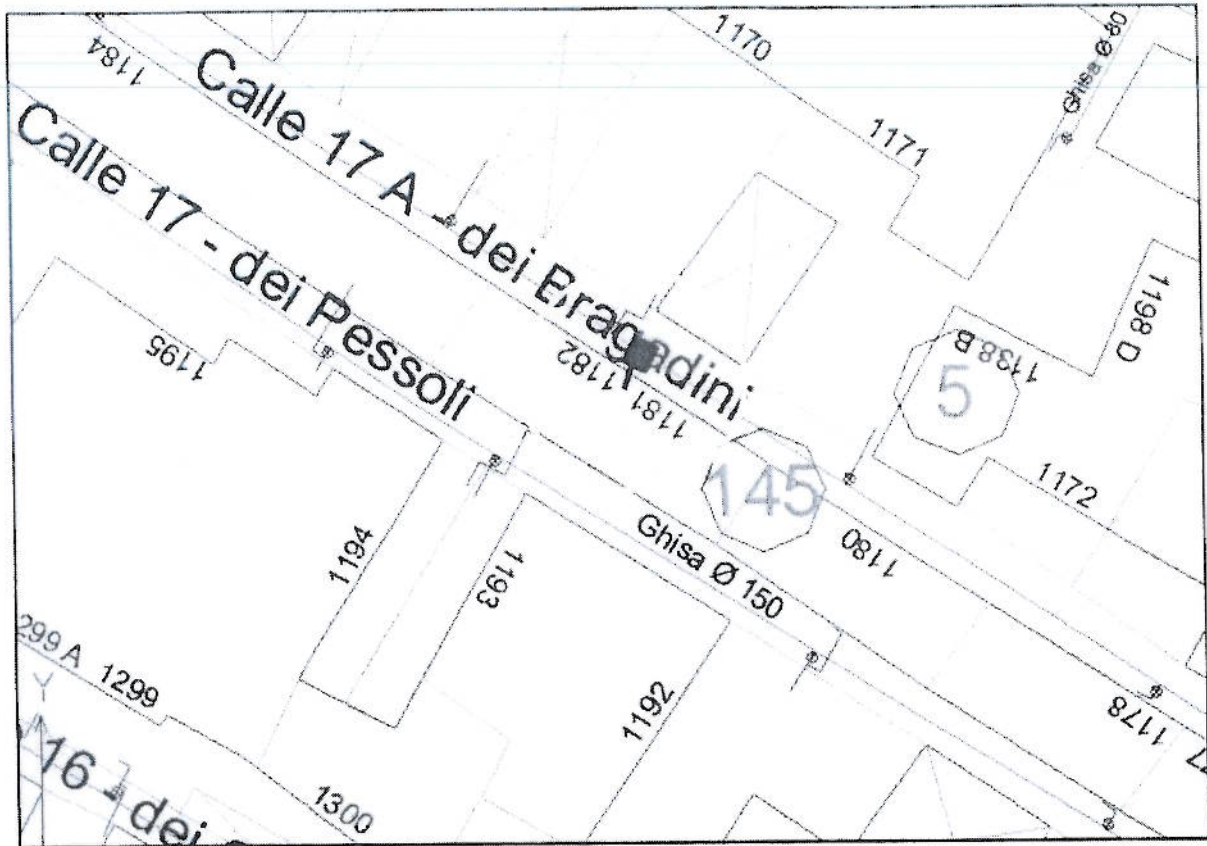 1184
Calle 17 A - dei Bragadini
1170
1171
Ghisa Ø 80
Calle 17 - dei Pessoli
1195
1182
1181
1138 B
1198 D
5
145
1172
1180
Ghisa Ø 150
1194
1193
1192
1178
299 A
1299
Y
16 - dei
1300